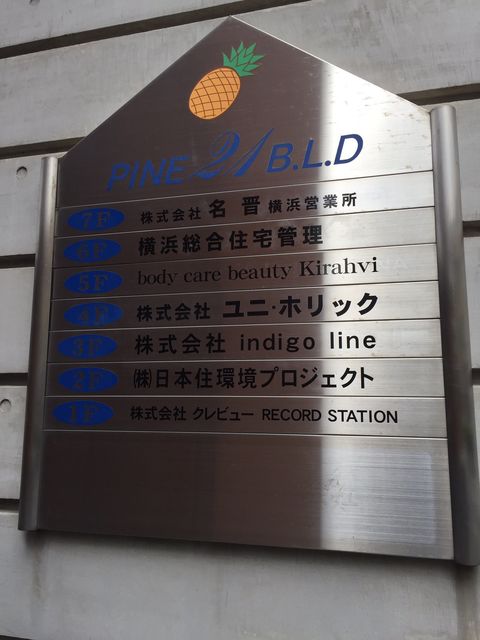 PINE 21 B.L.D
7F 株式会社 名晋 横浜営業所
6F 横浜総合住宅管理
5F body care beauty Kirahvi
4F 株式会社 ユニ・ホリック
3F 株式会社 indigo line
2F ㈱日本住環境プロジェクト
1F 株式会社 クレビュー RECORD STATION